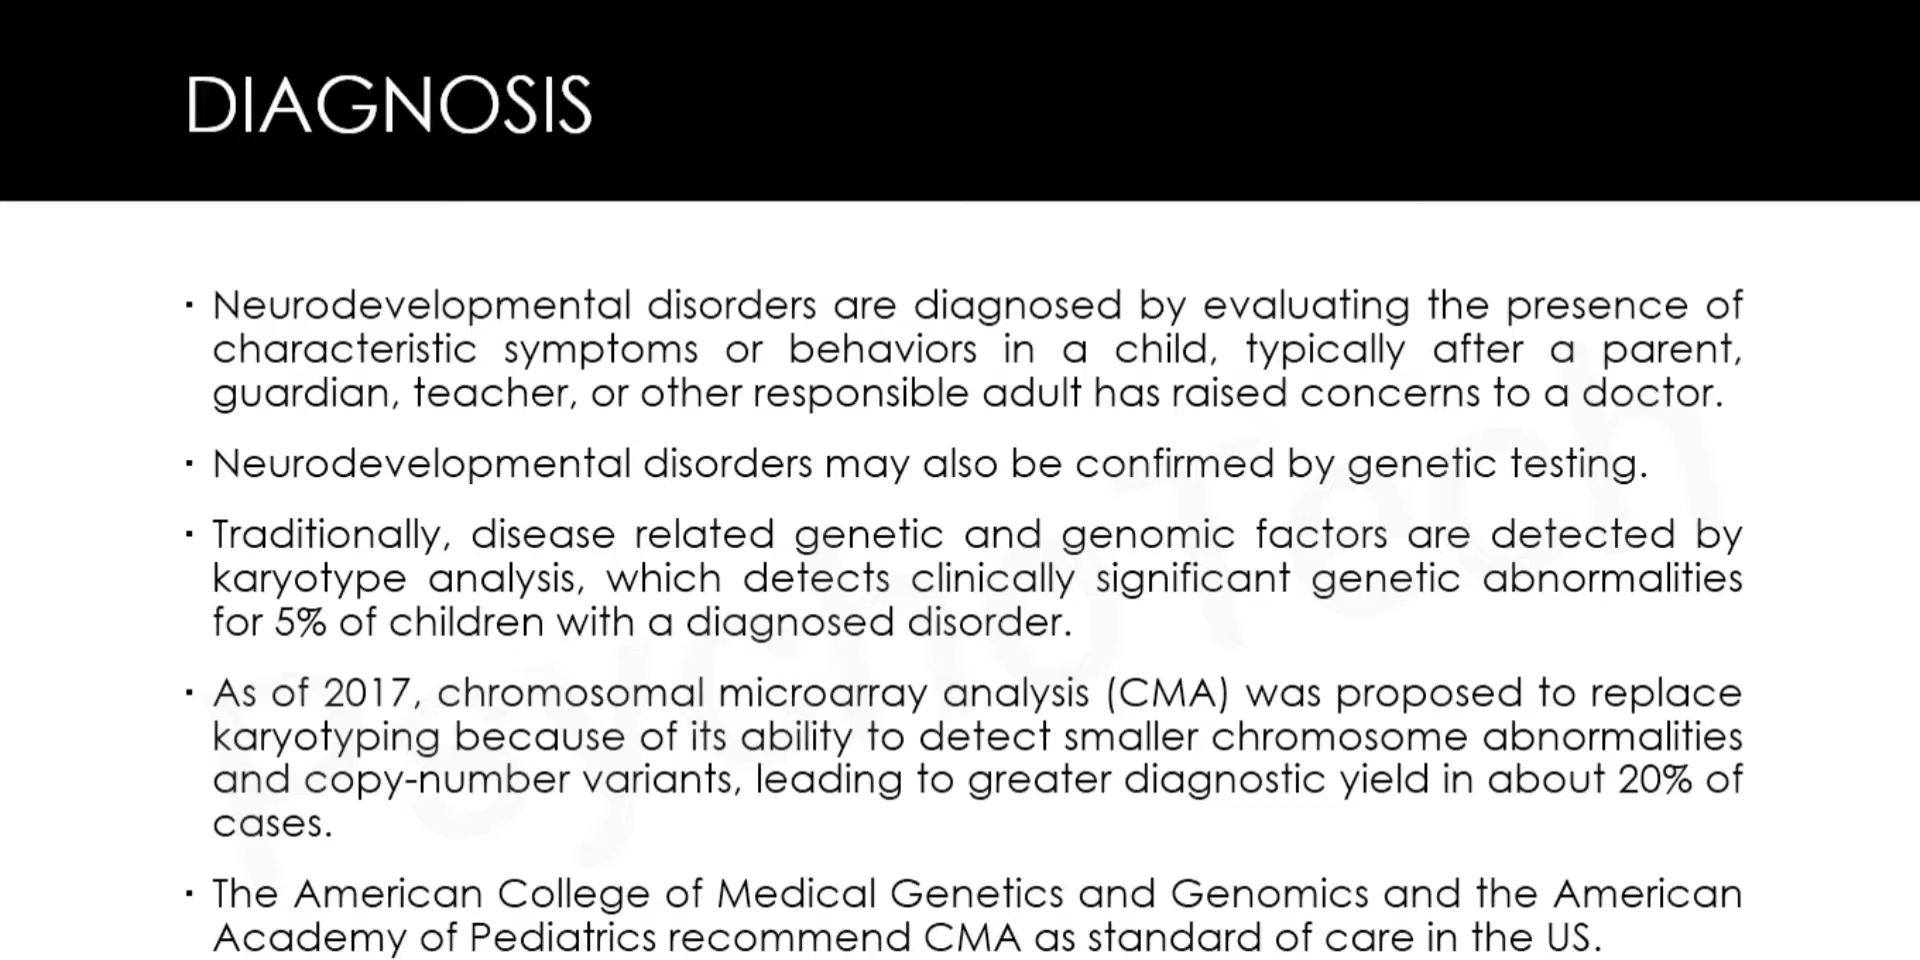 DIAGNOSIS
▪ Neurodevelopmental disorders are diagnosed by evaluating the presence of
characteristic symptoms or behaviors in a child, typically after a parent,
guardian, teacher, or other responsible adult has raised concerns to a doctor.
▪ Neurodevelopmental disorders may also be confirmed by genetic testing.
▪ Traditionally, disease related genetic and genomic factors are detected by
karyotype analysis, which detects clinically significant genetic abnormalities
for 5% of children with a diagnosed disorder.
▪ As of 2017, chromosomal microarray analysis (CMA) was proposed to replace
karyotyping because of its ability to detect smaller chromosome abnormalities
and copy-number variants, leading to greater diagnostic yield in about 20% of
cases.
▪ The American College of Medical Genetics and Genomics and the American
Academy of Pediatrics recommend CMA as standard of care in the US.
PsychoTech